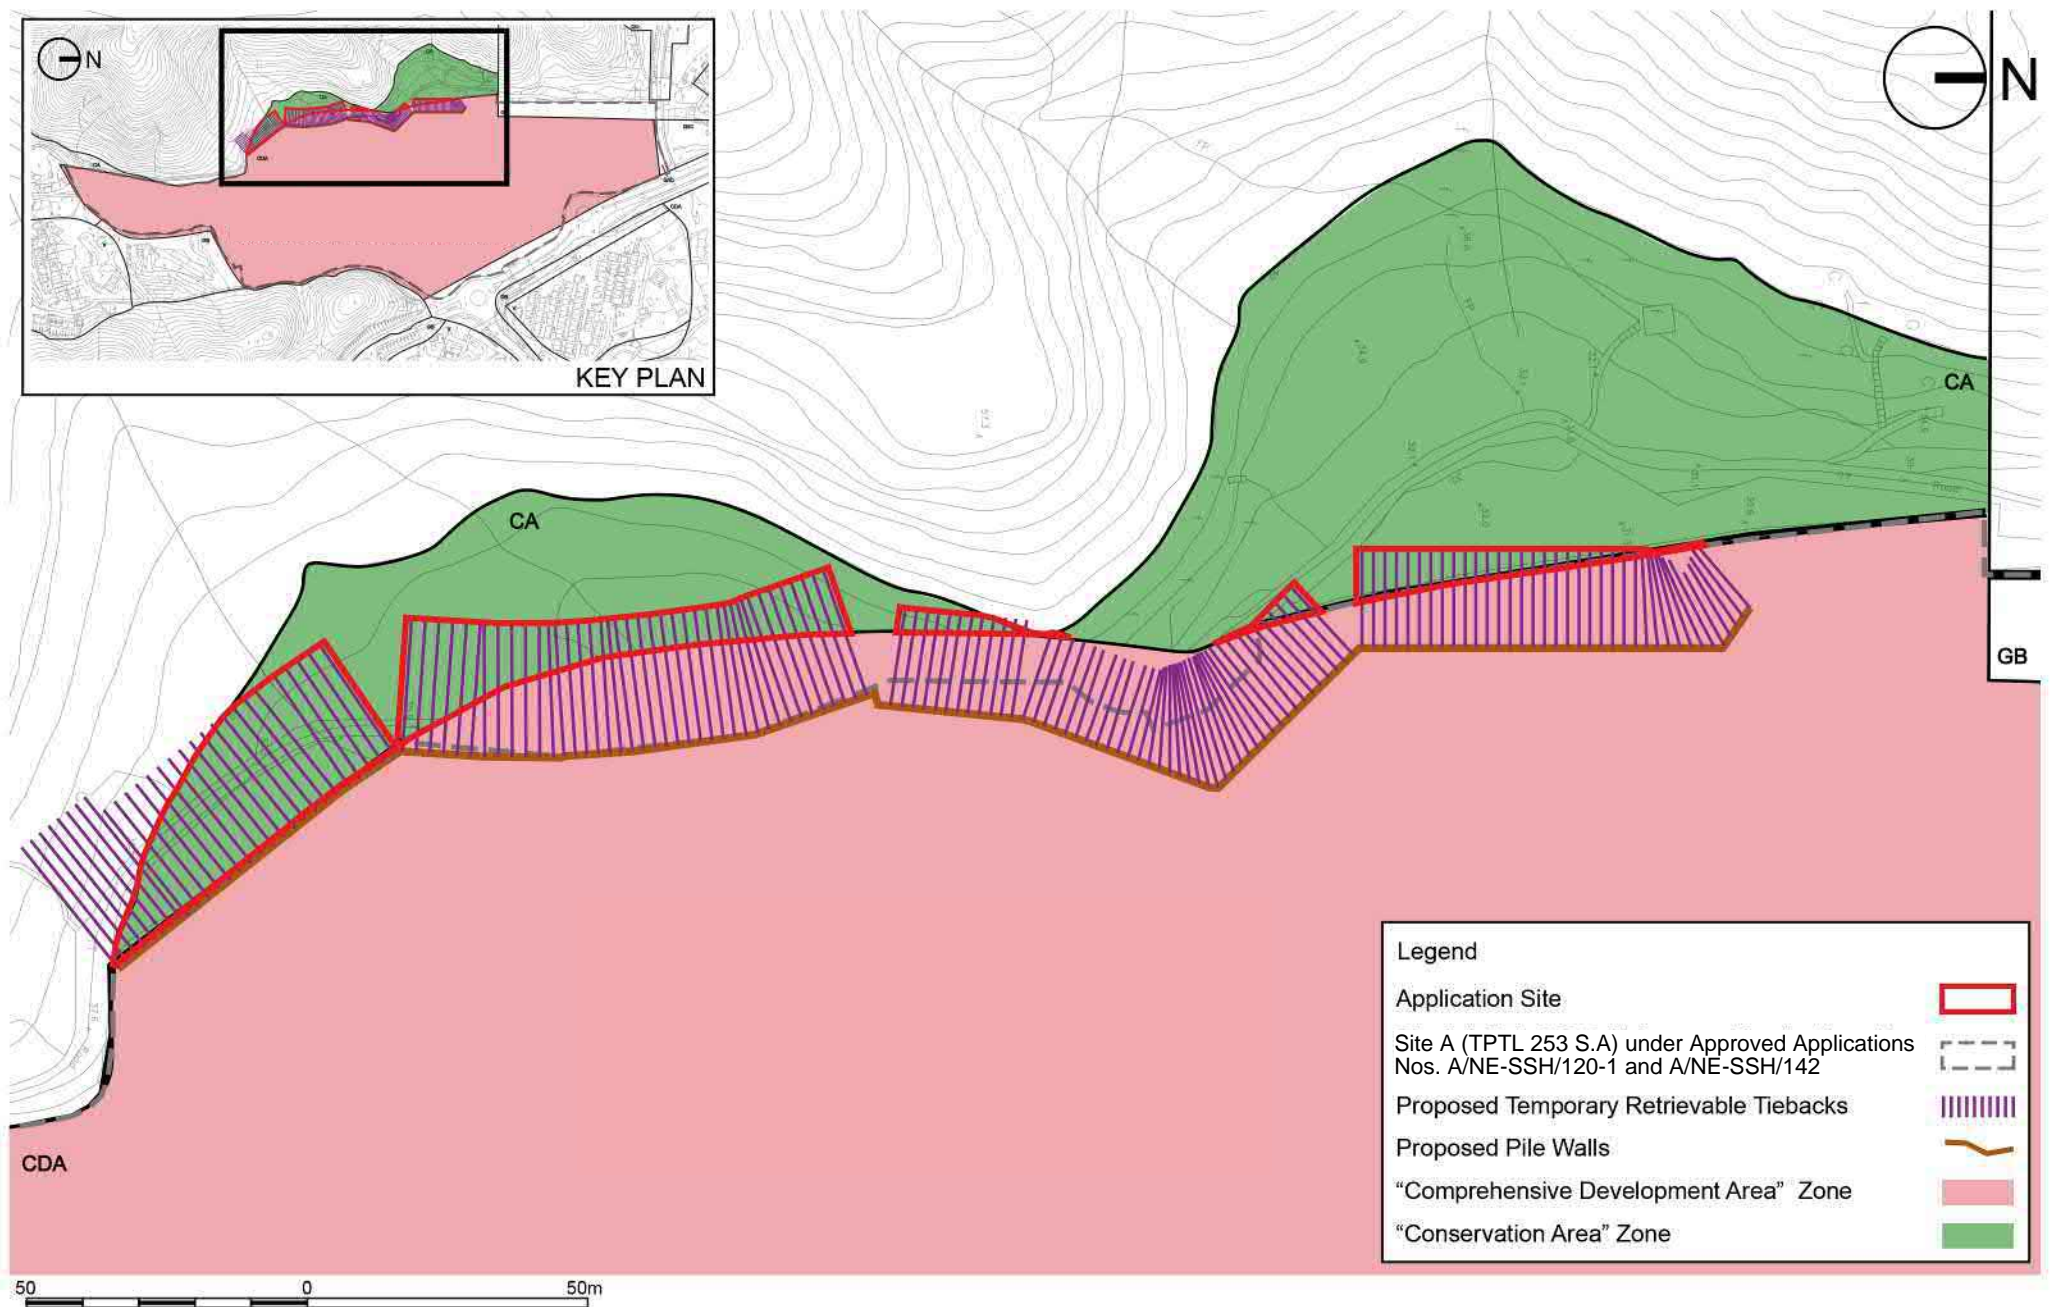 N
KEY PLAN
N
CA
CA
GB
CDA
Legend
Application Site
Site A (TPTL 253 S.A) under Approved Applications
Nos. A/NE-SSH/120-1 and A/NE-SSH/142
Proposed Temporary Retrievable Tiebacks
Proposed Pile Walls
“Comprehensive Development Area” Zone
“Conservation Area” Zone
50 0 50m